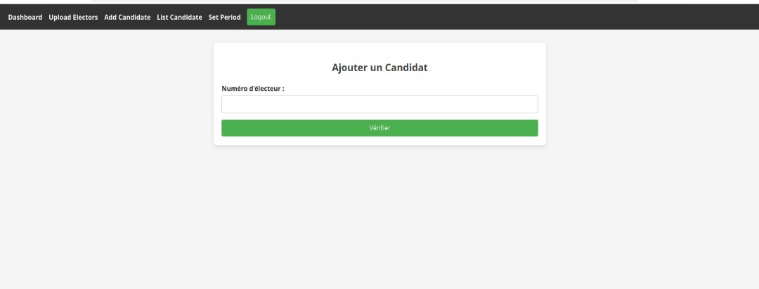 Dashboard Upload Electors Add Candidate List Candidate Set Period Logout
Ajouter un Candidat
Numéro d'électeur :
Vérifier